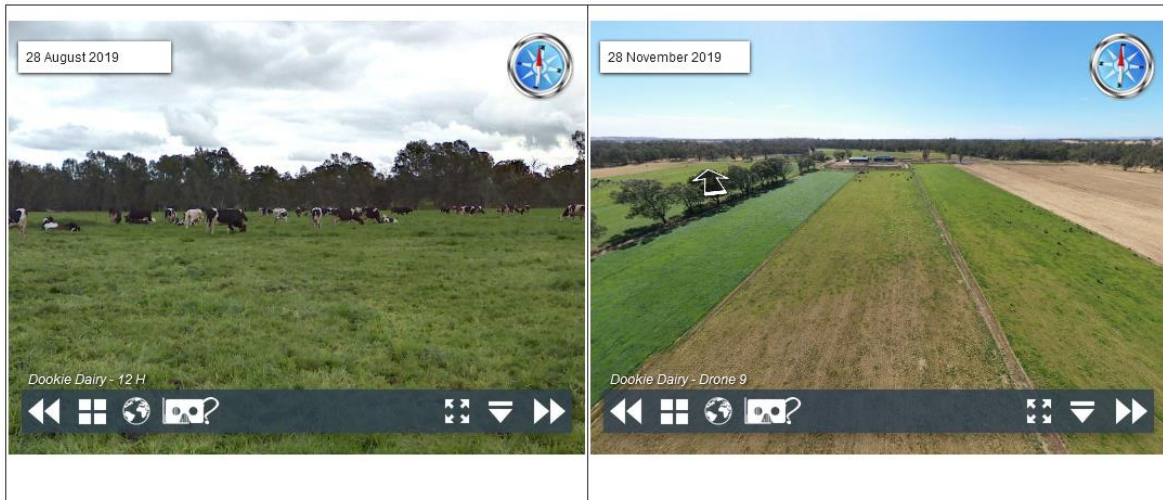 28 August 2019
Dookie Dairy - 12 H
?
28 November 2019
Dookie Dairy - Drone 9
?